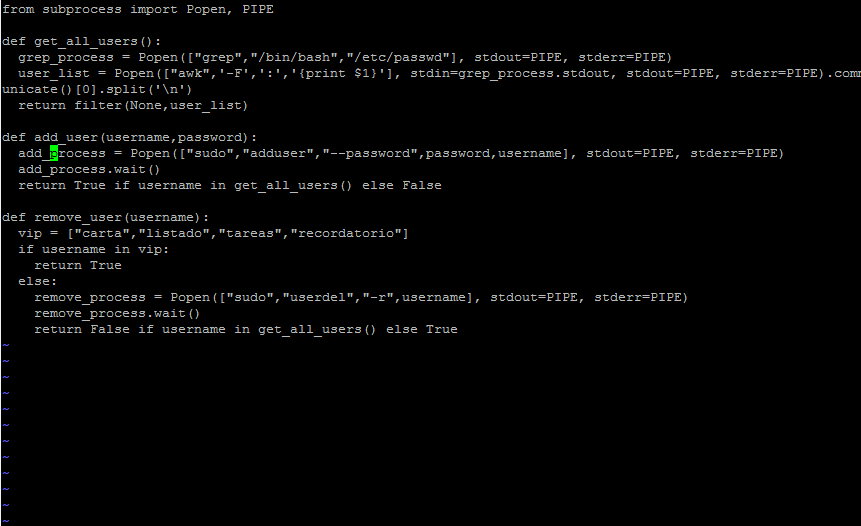 from subprocess import Popen, PIPE

def get_all_users():
  grep_process = Popen(["grep","/bin/bash","/etc/passwd"], stdout=PIPE, stderr=PIPE)
  user_list = Popen(["awk",'-F',':','{print $1}'], stdin=grep_process.stdout, stdout=PIPE, stderr=PIPE).comm
unicate()[0].split('\n')
  return filter(None,user_list)

def add_user(username,password):
  add_process = Popen(["sudo","adduser","--password",password,username], stdout=PIPE, stderr=PIPE)
  add_process.wait()
  return True if username in get_all_users() else False

def remove_user(username):
  vip = ["carta","listado","tareas","recordatorio"]
  if username in vip:
    return True
  else:
    remove_process = Popen(["sudo","userdel","-r",username], stdout=PIPE, stderr=PIPE)
    remove_process.wait()
    return False if username in get_all_users() else True
~
~
~
~
~
~
~
~
~
~
~
~